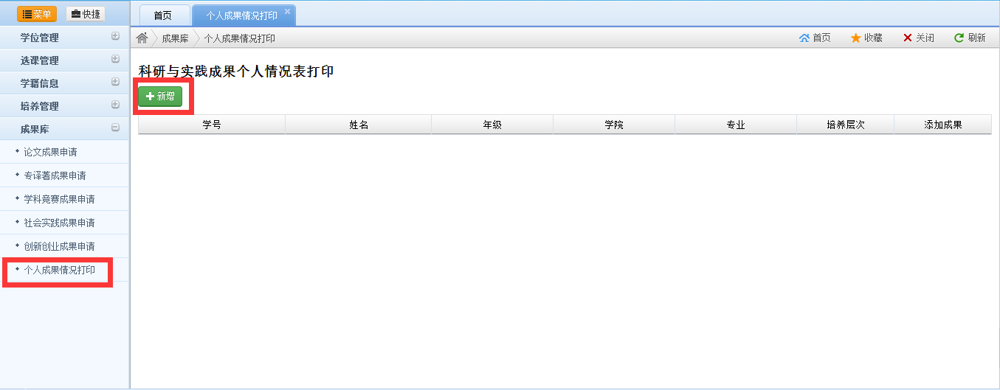 菜单 快捷
学位管理
选课管理
学籍信息
培养管理
成果库
论文成果申请
专译著成果申请
学科竟赛成果申请
社会实践成果申请
创新创业成果申请
个人成果情况打印
首页 个人成果情况打印
成果库 个人成果情况打印 首页 收藏 关闭 刷新
科研与实践成果个人情况表打印
新增
学号 姓名 年级 学院 专业 培养层次 添加成果